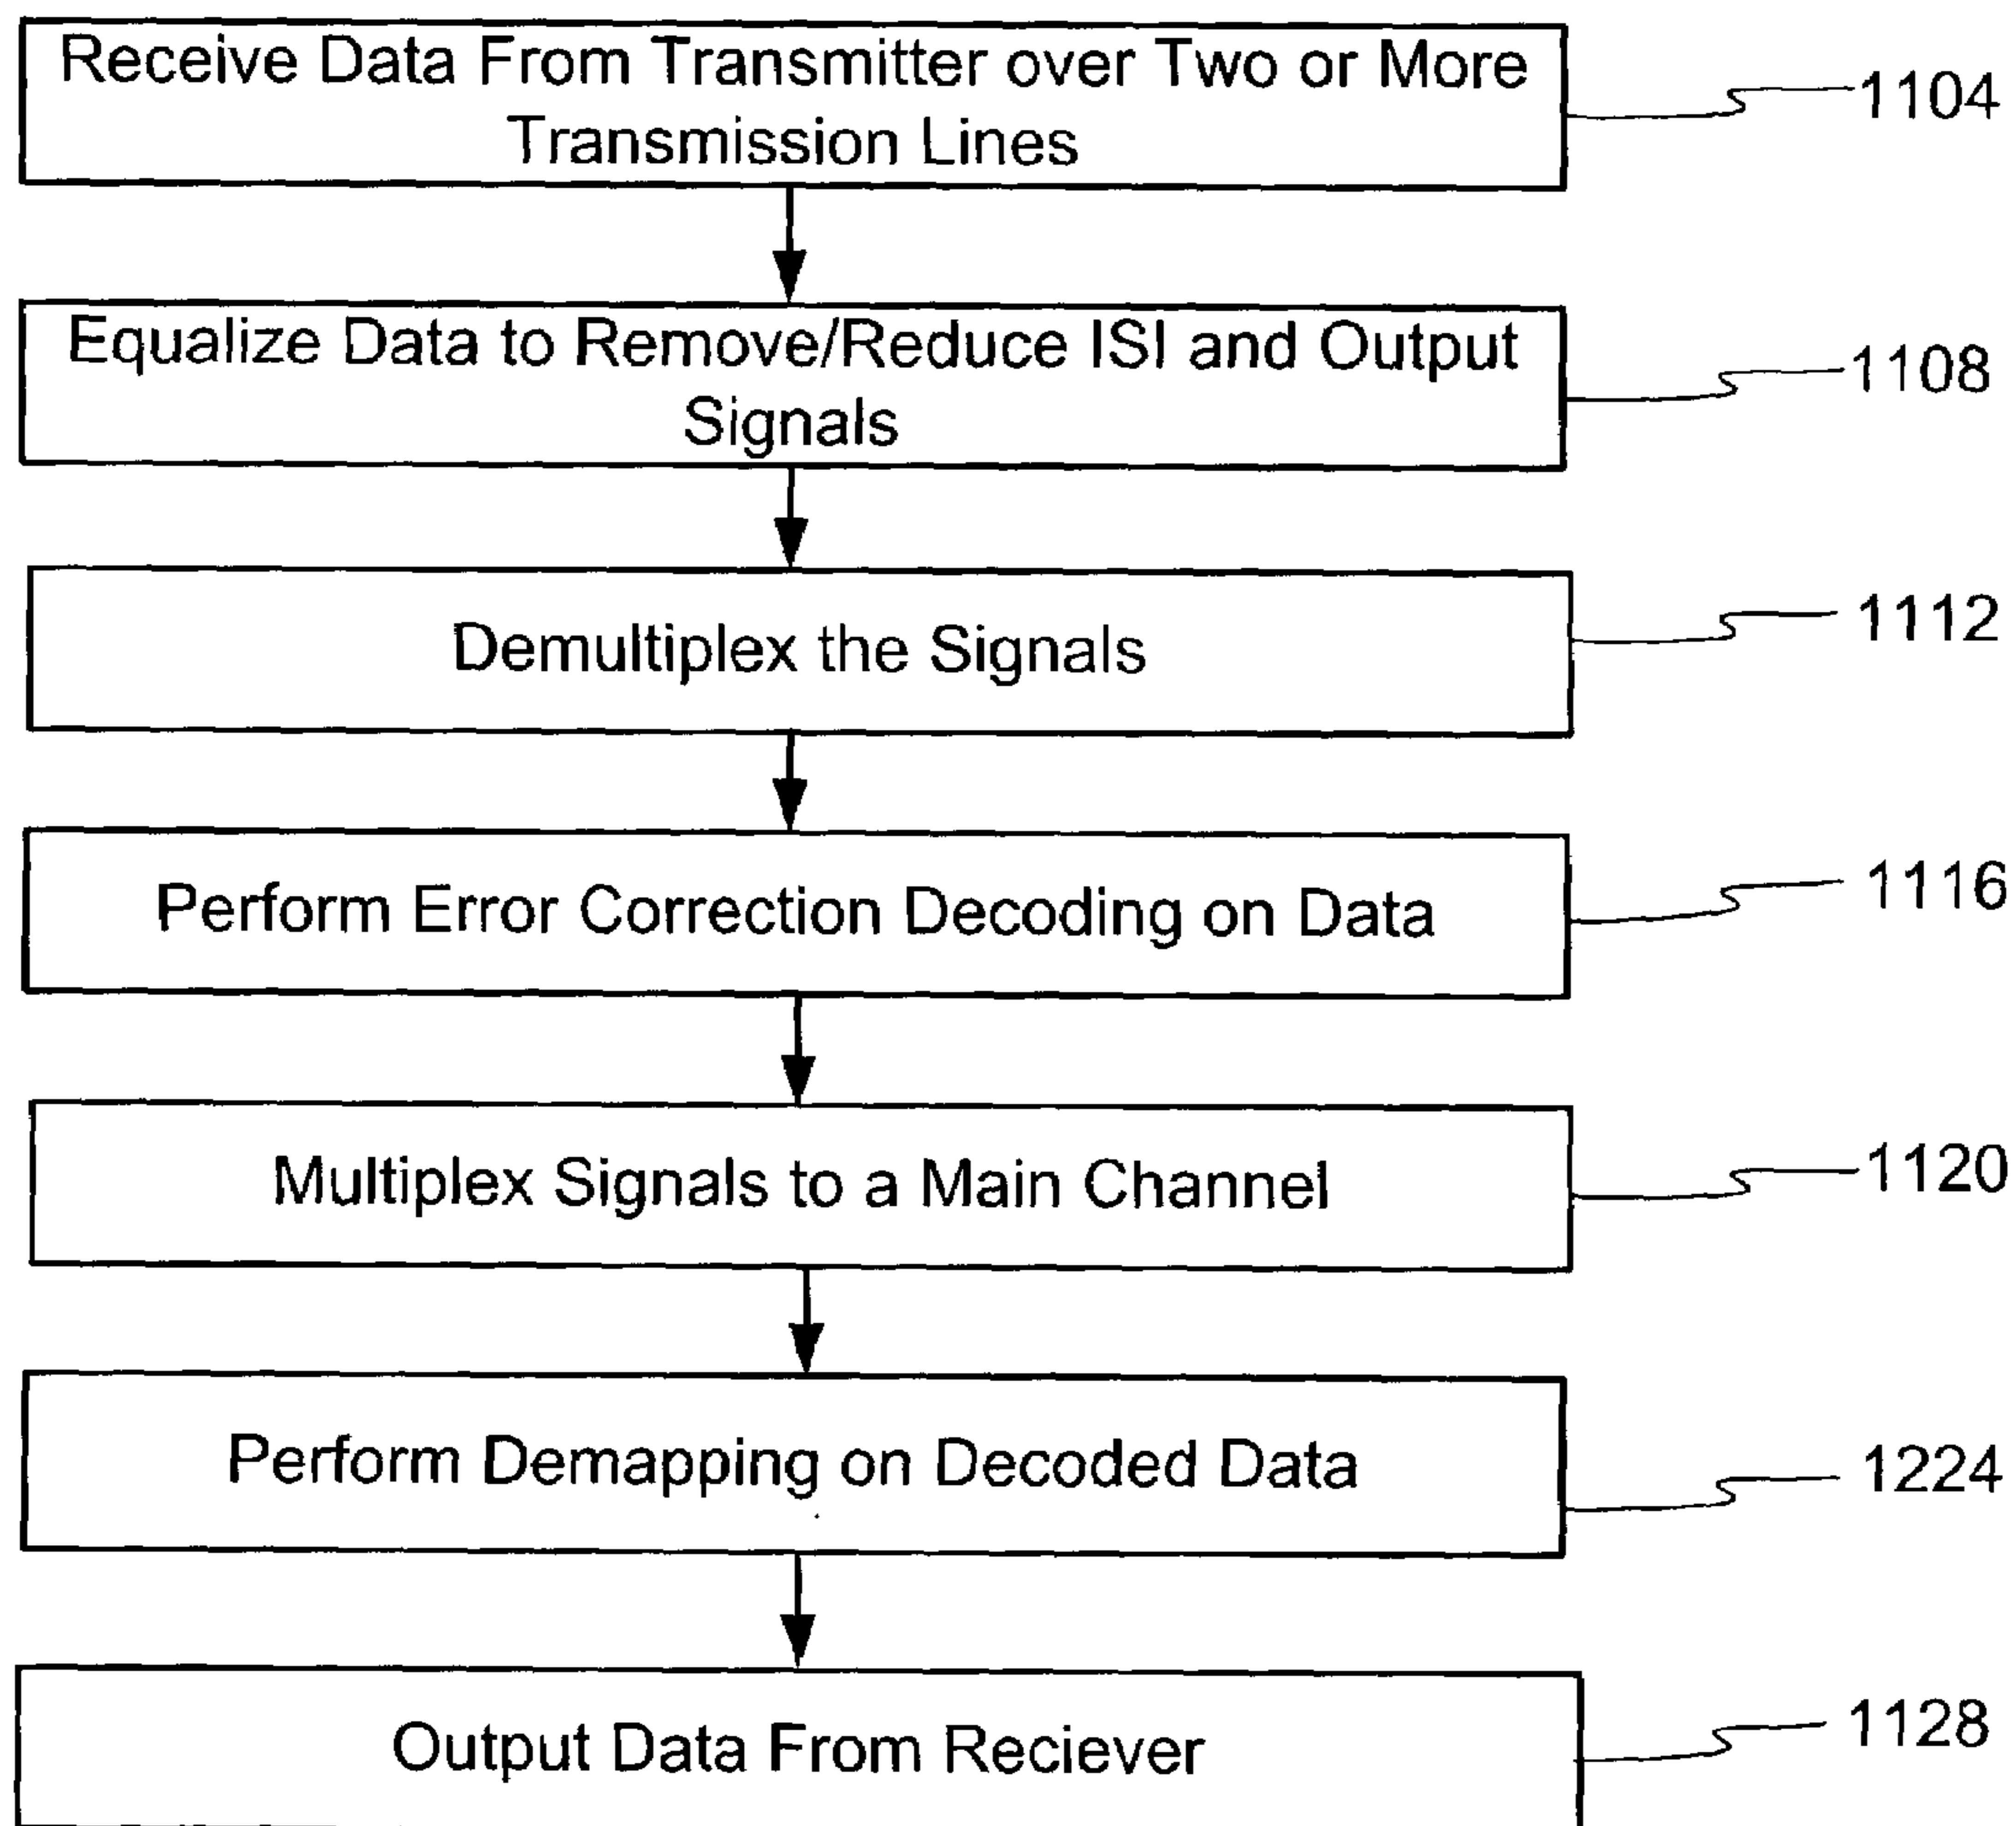 Receive Data From Transmitter over Two or More
Transmission Lines
1104
Equalize Data to Remove/Reduce ISI and Output
Signals
1108
Demultiplex the Signals
1112
Perform Error Correction Decoding on Data
1116
Multiplex Signals to a Main Channel
1120
Perform Demapping on Decoded Data
1224
Output Data From Reciever
1128